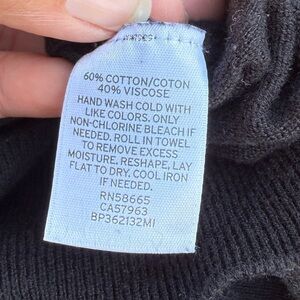 60% COTTON/COTON
40% VISCOSE
HAND WASH COLD WITH
LIKE COLORS. ONLY
NON-CHLORINE BLEACH IF
NEEDED. ROLL IN TOWEL
TO REMOVE EXCESS
MOISTURE. RESHAPE, LAY
FLAT TO DRY. COOL IRON
IF NEEDED.
RN58665
CA57963
BP362132MI